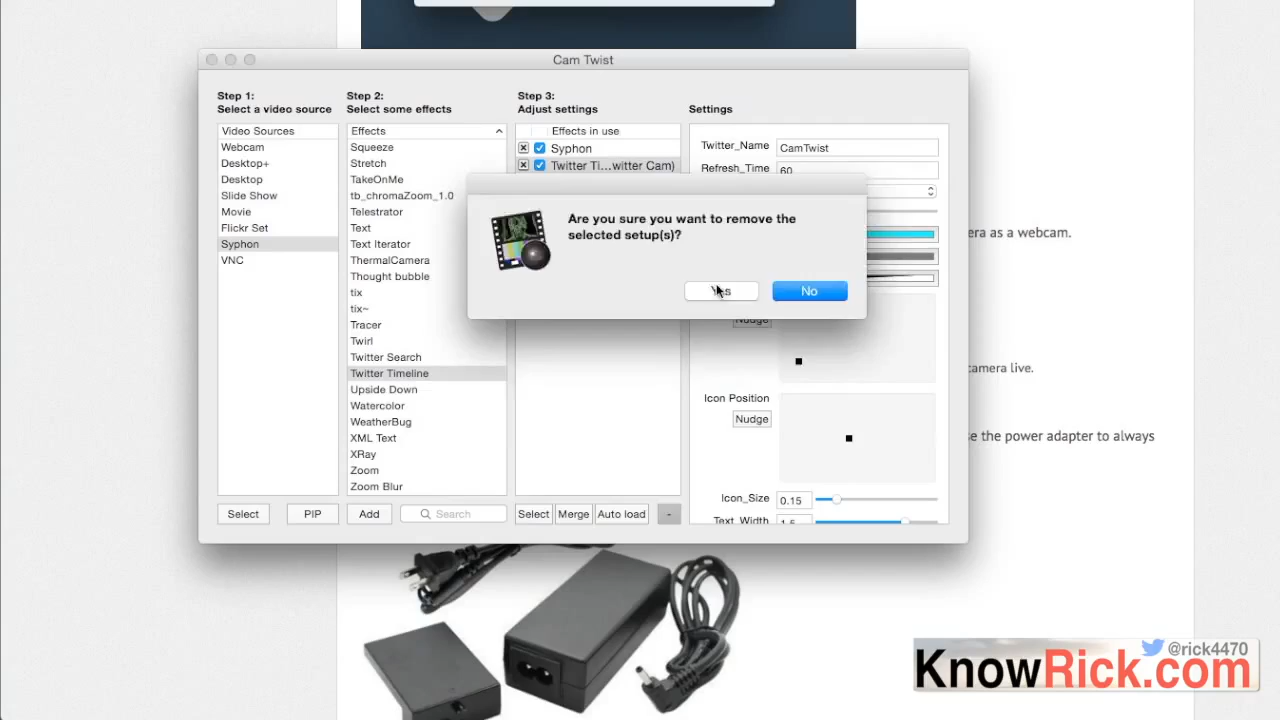 Cam Twist
Step 1:
Select a video source
Step 2:
Select some effects
Step 3:
Adjust settings
Settings
Video Sources
Webcam
Desktop+
Desktop
Slide Show
Movie
Flickr Set
Syphon
VNC
Effects
Squeeze
Stretch
TakeOnMe
tb_chromaZoom_1.0
Telestrator
Text
Text Iterator
ThermalCamera
Thought bubble
tix
tix~
Tracer
Twirl
Twitter Search
Twitter Timeline
Upside Down
Watercolor
WeatherBug
XML Text
XRay
Zoom
Zoom Blur
Effects in use
Syphon
Twitter Ti...witter Cam)
Twitter_Name
CamTwist
Refresh_Time
60
Are you sure you want to remove the
selected setup(s)?
Yes
No
Nudge
Icon Position
Nudge
Icon_Size
0.15
Text_Width
1.5
Select
PIP
Add
Search
Select
Merge
Auto load
-
era as a webcam.
camera live.
se the power adapter to always
@rick4470
KnowRick.com